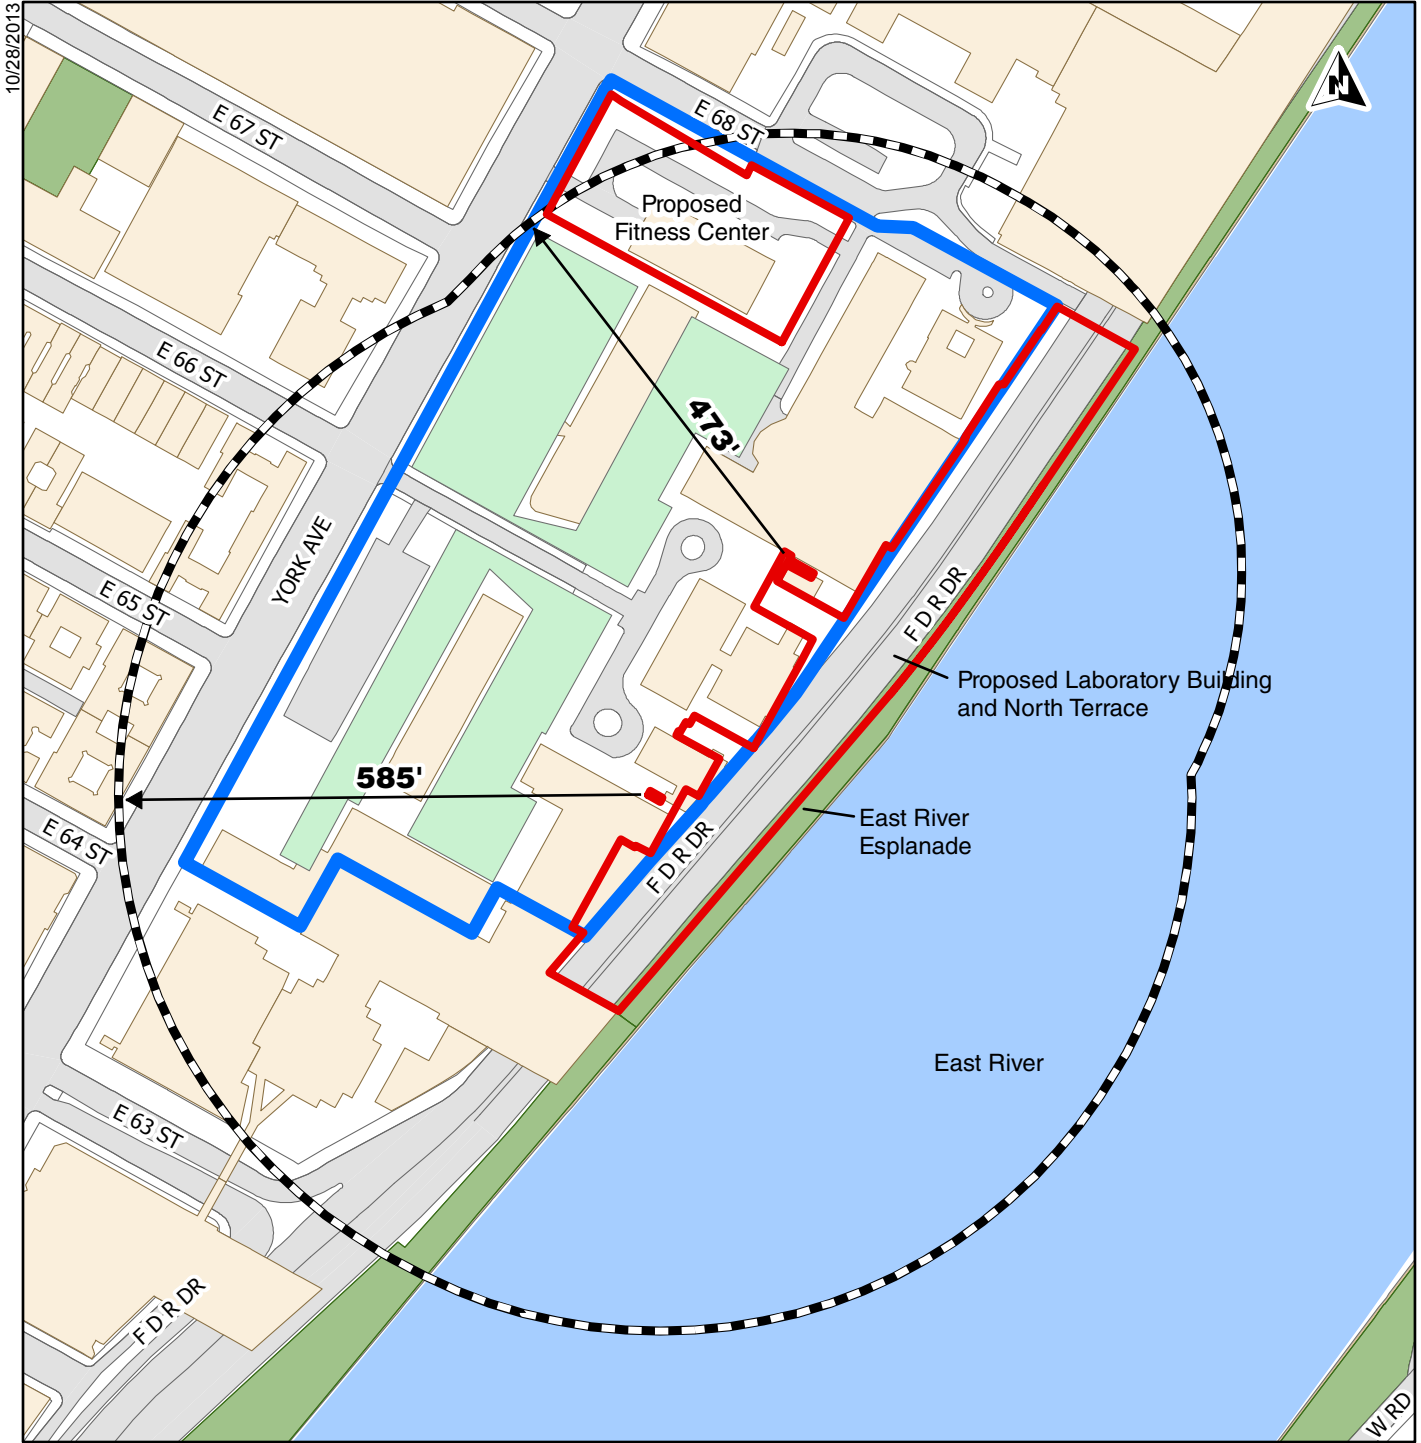 10/28/2013
N
E 67 ST
E 68 ST
Proposed
Fitness Center
E 66 ST
473'
YORK AVE
E 65 ST
F D R DR
Proposed Laboratory Building
and North Terrace
585'
East River
Esplanade
E 64 ST
F D R DR
East River
E 63 ST
F D R DR
W RD